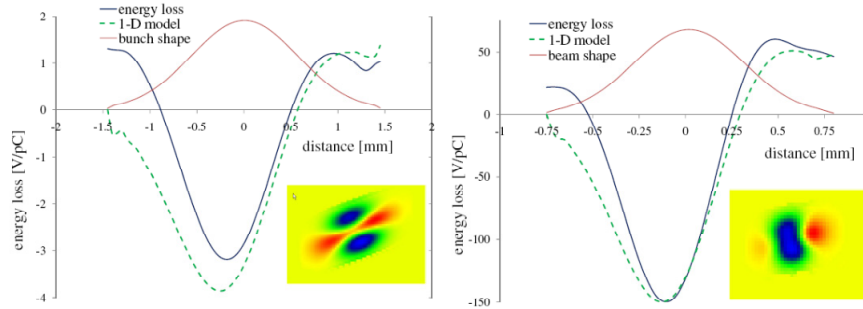 energy loss
1-D model
bunch shape
2
1
0
-1
-2
-3
-4
-2
-1.5
-1
-0.5
0
0.5
1
1.5
2
distance [mm]
energy loss [V/pC]
energy loss
1-D model
beam shape
50
0
-50
-100
-150
-1
-0.75
-0.5
-0.25
0
0.25
0.5
0.75
distance [mm]
energy loss [V/pC]